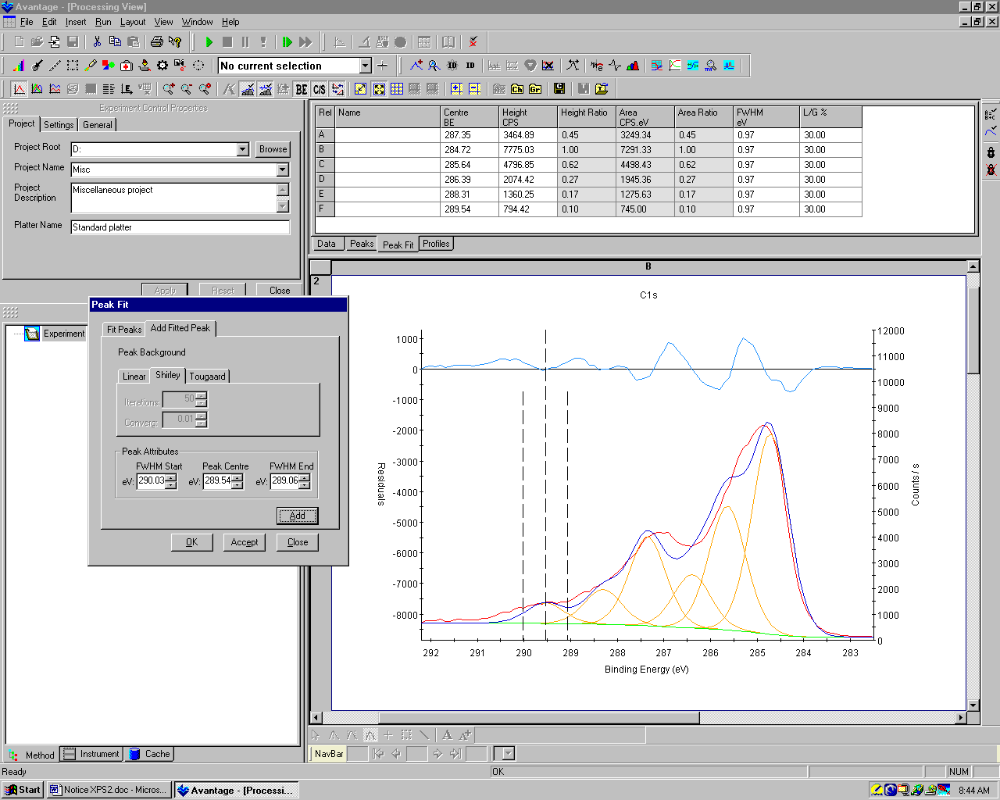 Avantage - [Processing View]
File Edit Insert Run Layout View Window Help
No current selection
BE C/S
Experiment Control Properties
Project Settings General
Project Root D: Browse
Project Name Misc
Project Description Miscellaneous project
Platter Name Standard platter
Apply Reset Close
Rel Name Centre BE Height CPS Height Ratio Area CPS.eV Area Ratio FWHM eV L/G %
A 287.35 3464.89 0.45 3249.34 0.45 0.97 30.00
B 284.72 7775.03 1.00 7291.33 1.00 0.97 30.00
C 285.64 4796.85 0.62 4498.43 0.62 0.97 30.00
D 286.39 2074.42 0.27 1945.36 0.27 0.97 30.00
E 288.31 1360.25 0.17 1275.63 0.17 0.97 30.00
F 289.54 794.42 0.10 745.00 0.10 0.97 30.00
Data Peaks Peak Fit Profiles
Experiment
Peak Fit
Fit Peaks Add Fitted Peak
Peak Background
Linear Shirley Tougaard
Iterations: 50
Converg: 0.01
Peak Attributes
FWHM Start Peak Centre FWHM End
eV: 290.03 eV: 289.54 eV: 289.06
Add
OK Accept Close
B
2
C1s
1000
0
-1000
-2000
-3000
-4000
-5000
-6000
-7000
-8000
Residuals
12000
11000
10000
9000
8000
7000
6000
5000
4000
3000
2000
1000
0
Counts / s
292 291 290 289 288 287 286 285 284 283
Binding Energy (eV)
NavBar
Method Instrument Cache
Ready OK NUM
Start Notice XPS2.doc - Micros... Avantage - [Processi... 8:44 AM